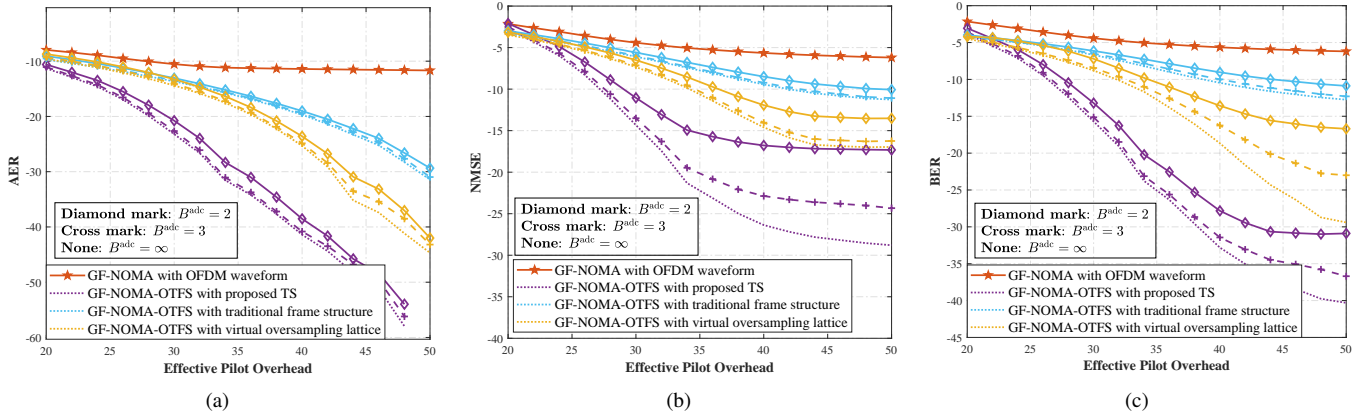 AER
-10
-20
-30
-40
-50
-60
20
25
30
35
40
45
50
Effective Pilot Overhead
Diamond mark: B^adc = 2
Cross mark: B^adc = 3
None: B^adc = ∞
GF-NOMA with OFDM waveform
GF-NOMA-OTFS with proposed TS
GF-NOMA-OTFS with traditional frame structure
GF-NOMA-OTFS with virtual oversampling lattice
(a)
NMSE
0
-5
-10
-15
-20
-25
-30
-35
-40
20
25
30
35
40
45
50
Effective Pilot Overhead
Diamond mark: B^adc = 2
Cross mark: B^adc = 3
None: B^adc = ∞
GF-NOMA with OFDM waveform
GF-NOMA-OTFS with proposed TS
GF-NOMA-OTFS with traditional frame structure
GF-NOMA-OTFS with virtual oversampling lattice
(b)
BER
0
-5
-10
-15
-20
-25
-30
-35
-40
-45
20
25
30
35
40
45
50
Effective Pilot Overhead
Diamond mark: B^adc = 2
Cross mark: B^adc = 3
None: B^adc = ∞
GF-NOMA with OFDM waveform
GF-NOMA-OTFS with proposed TS
GF-NOMA-OTFS with traditional frame structure
GF-NOMA-OTFS with virtual oversampling lattice
(c)